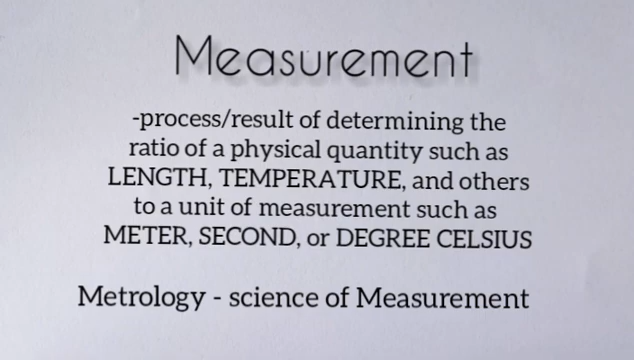 Measurement
-process/result of determining the
ratio of a physical quantity such as
LENGTH, TEMPERATURE, and others
to a unit of measurement such as
METER, SECOND, or DEGREE CELSIUS
Metrology - science of Measurement